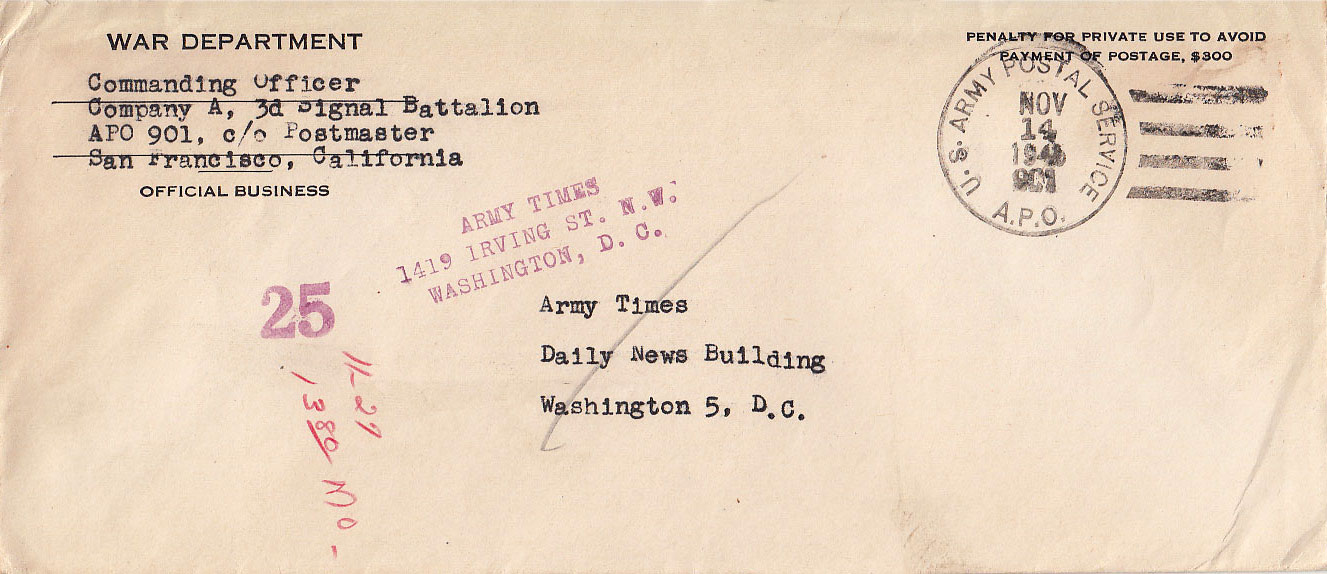 WAR DEPARTMENT
Commanding Officer
Company A, 3d Signal Battalion
APO 901, c/o Postmaster
San Francisco, California
OFFICIAL BUSINESS
PENALTY FOR PRIVATE USE TO AVOID
PAYMENT OF POSTAGE, $300
U.S. ARMY POSTAL SERVICE
NOV
14
901
A.P.O.
ARMY TIMES
1419 IRVING ST. N.W.
WASHINGTON, D. C.
25
Army Times
Daily News Building
Washington 5, D.C.
11-29